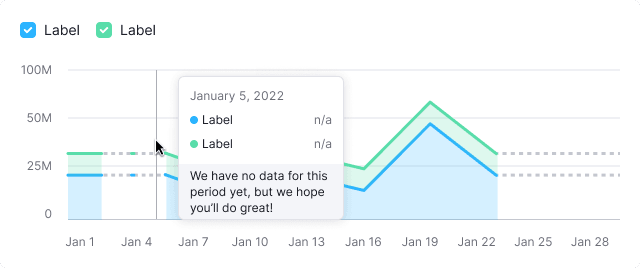 Label Label
100M
50M
25M
0
January 5, 2022
Label n/a
Label n/a
We have no data for this
period yet, but we hope
you’ll do great!
Jan 1 Jan 4 Jan 7 Jan 10 Jan 13 Jan 16 Jan 19 Jan 22 Jan 25 Jan 28